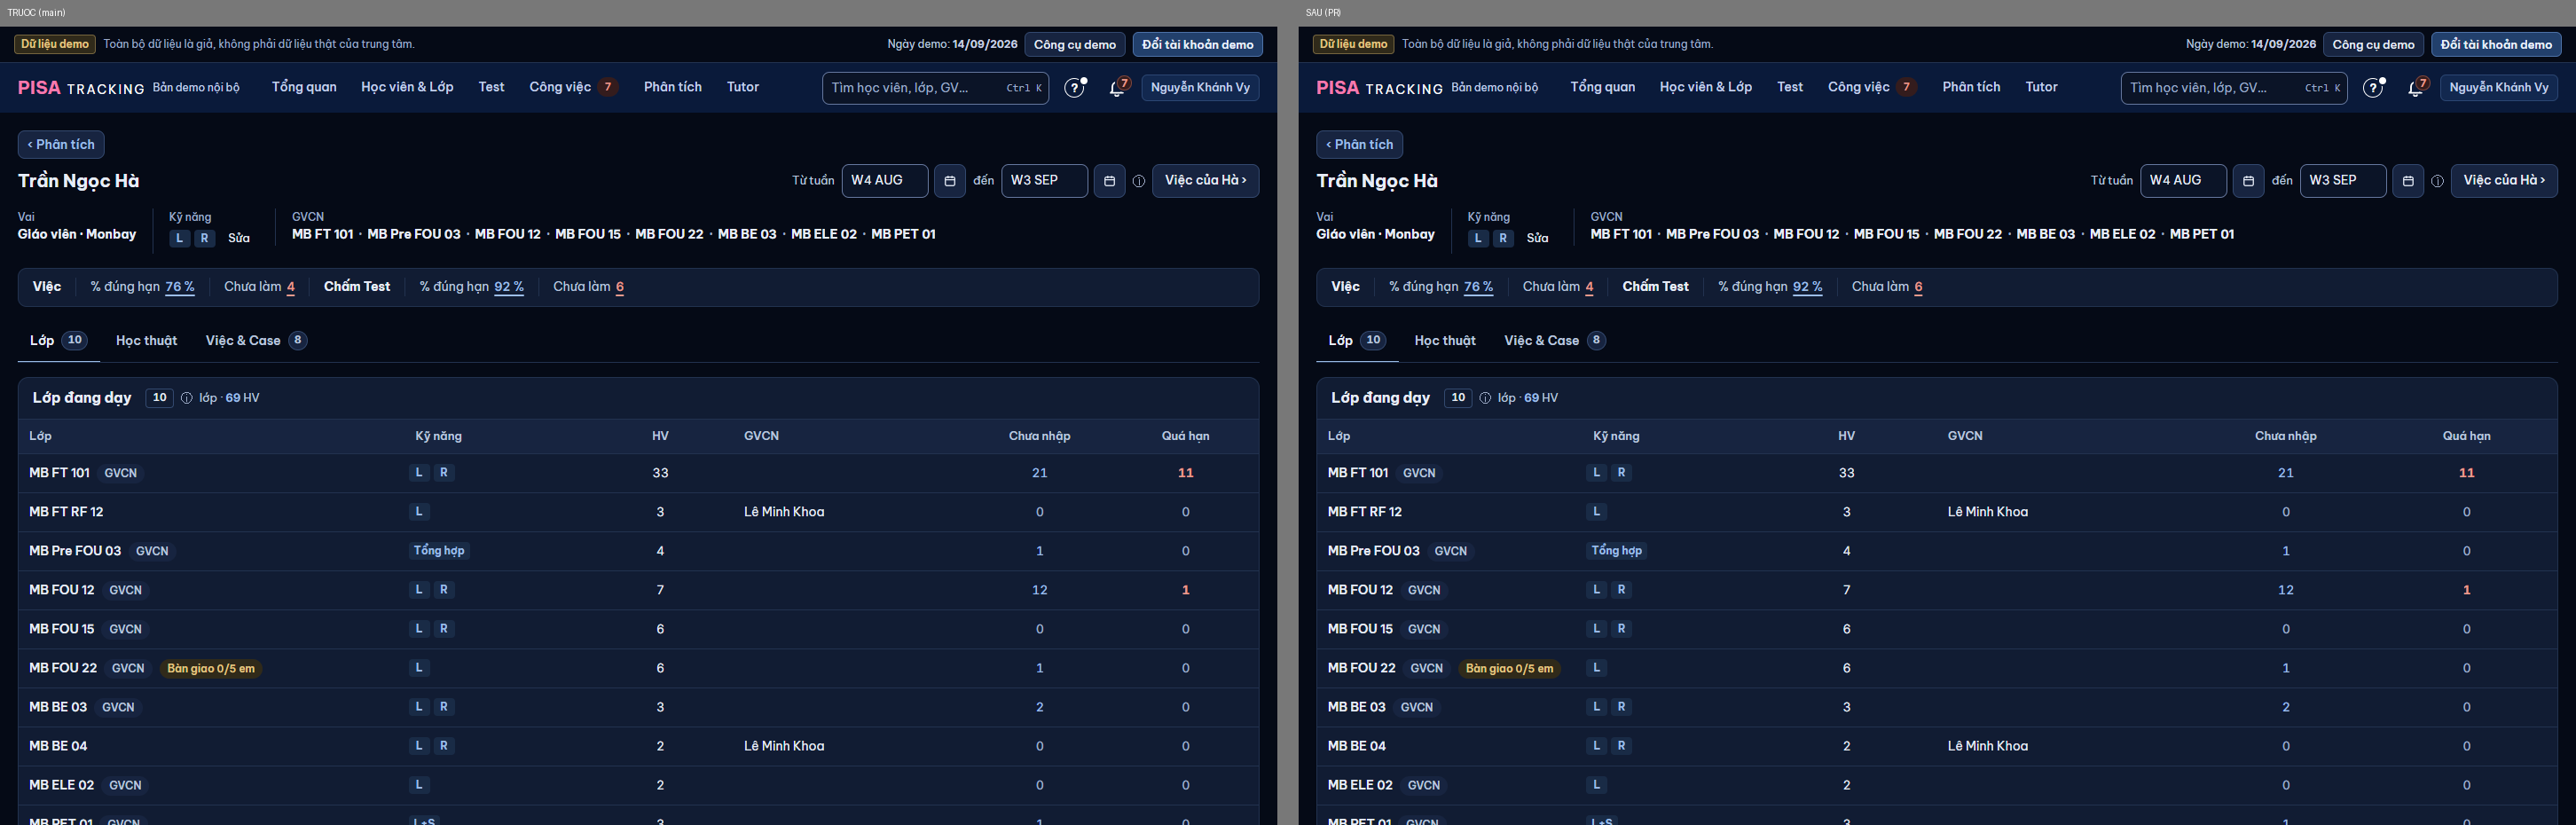 TRUOC (main)
Dữ liệu demo Toàn bộ dữ liệu là giả, không phải dữ liệu thật của trung tâm. Ngày demo: 14/09/2026 Công cụ demo Đổi tài khoản demo
PISA TRACKING Bản demo nội bộ Tổng quan Học viên & Lớp Test Công việc 7 Phân tích Tutor Tìm học viên, lớp, GV... Ctrl K ? 7 Nguyễn Khánh Vy
‹ Phân tích
Trần Ngọc Hà Từ tuần W4 AUG đến W3 SEP Việc của Hà ›
Vai Kỹ năng GVCN
Giáo viên · Monbay L R Sửa MB FT 101 · MB Pre FOU 03 · MB FOU 12 · MB FOU 15 · MB FOU 22 · MB BE 03 · MB ELE 02 · MB PET 01
Việc % đúng hạn 76 % Chưa làm 4 Chấm Test % đúng hạn 92 % Chưa làm 6
Lớp 10 Học thuật Việc & Case 8
Lớp đang dạy 10 lớp · 69 HV
Lớp Kỹ năng HV GVCN Chưa nhập Quá hạn
MB FT 101 GVCN L R 33 21 11
MB FT RF 12 L 3 Lê Minh Khoa 0 0
MB Pre FOU 03 GVCN Tổng hợp 4 1 0
MB FOU 12 GVCN L R 7 12 1
MB FOU 15 GVCN L R 6 0 0
MB FOU 22 GVCN Bàn giao 0/5 em L 6 1 0
MB BE 03 GVCN L R 3 2 0
MB BE 04 L R 2 Lê Minh Khoa 0 0
MB ELE 02 GVCN L 2 0 0
MB PET 01 GVCN L+S 3 1 0
SAU (PR)
Dữ liệu demo Toàn bộ dữ liệu là giả, không phải dữ liệu thật của trung tâm. Ngày demo: 14/09/2026 Công cụ demo Đổi tài khoản demo
PISA TRACKING Bản demo nội bộ Tổng quan Học viên & Lớp Test Công việc 7 Phân tích Tutor Tìm học viên, lớp, GV... Ctrl K ? 7 Nguyễn Khánh Vy
‹ Phân tích
Trần Ngọc Hà Từ tuần W4 AUG đến W3 SEP Việc của Hà ›
Vai Kỹ năng GVCN
Giáo viên · Monbay L R Sửa MB FT 101 · MB Pre FOU 03 · MB FOU 12 · MB FOU 15 · MB FOU 22 · MB BE 03 · MB ELE 02 · MB PET 01
Việc % đúng hạn 76 % Chưa làm 4 Chấm Test % đúng hạn 92 % Chưa làm 6
Lớp 10 Học thuật Việc & Case 8
Lớp đang dạy 10 lớp · 69 HV
Lớp Kỹ năng HV GVCN Chưa nhập Quá hạn
MB FT 101 GVCN L R 33 21 11
MB FT RF 12 L 3 Lê Minh Khoa 0 0
MB Pre FOU 03 GVCN Tổng hợp 4 1 0
MB FOU 12 GVCN L R 7 12 1
MB FOU 15 GVCN L R 6 0 0
MB FOU 22 GVCN Bàn giao 0/5 em L 6 1 0
MB BE 03 GVCN L R 3 2 0
MB BE 04 L R 2 Lê Minh Khoa 0 0
MB ELE 02 GVCN L 2 0 0
MB PET 01 GVCN L+S 3 1 0